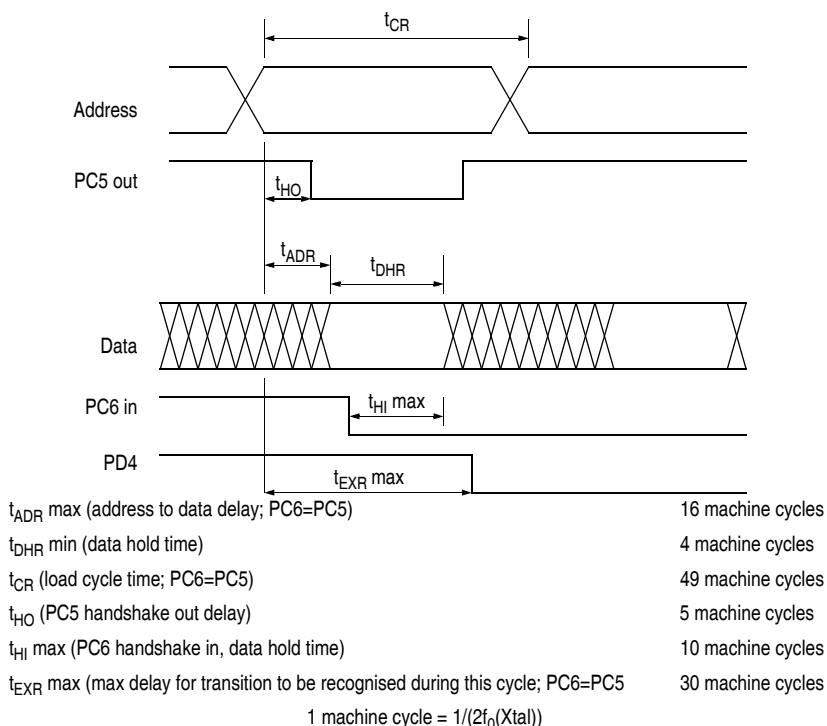 tCR
Address
PC5 out
tHO
tADR
tDHR
Data
PC6 in
tHI max
PD4
tEXR max
tADR max (address to data delay; PC6=PC5) 16 machine cycles
tDHR min (data hold time) 4 machine cycles
tCR (load cycle time; PC6=PC5) 49 machine cycles
tHO (PC5 handshake out delay) 5 machine cycles
tHI max (PC6 handshake in, data hold time) 10 machine cycles
tEXR max (max delay for transition to be recognised during this cycle; PC6=PC5 30 machine cycles
1 machine cycle = 1/(2f0(Xtal))